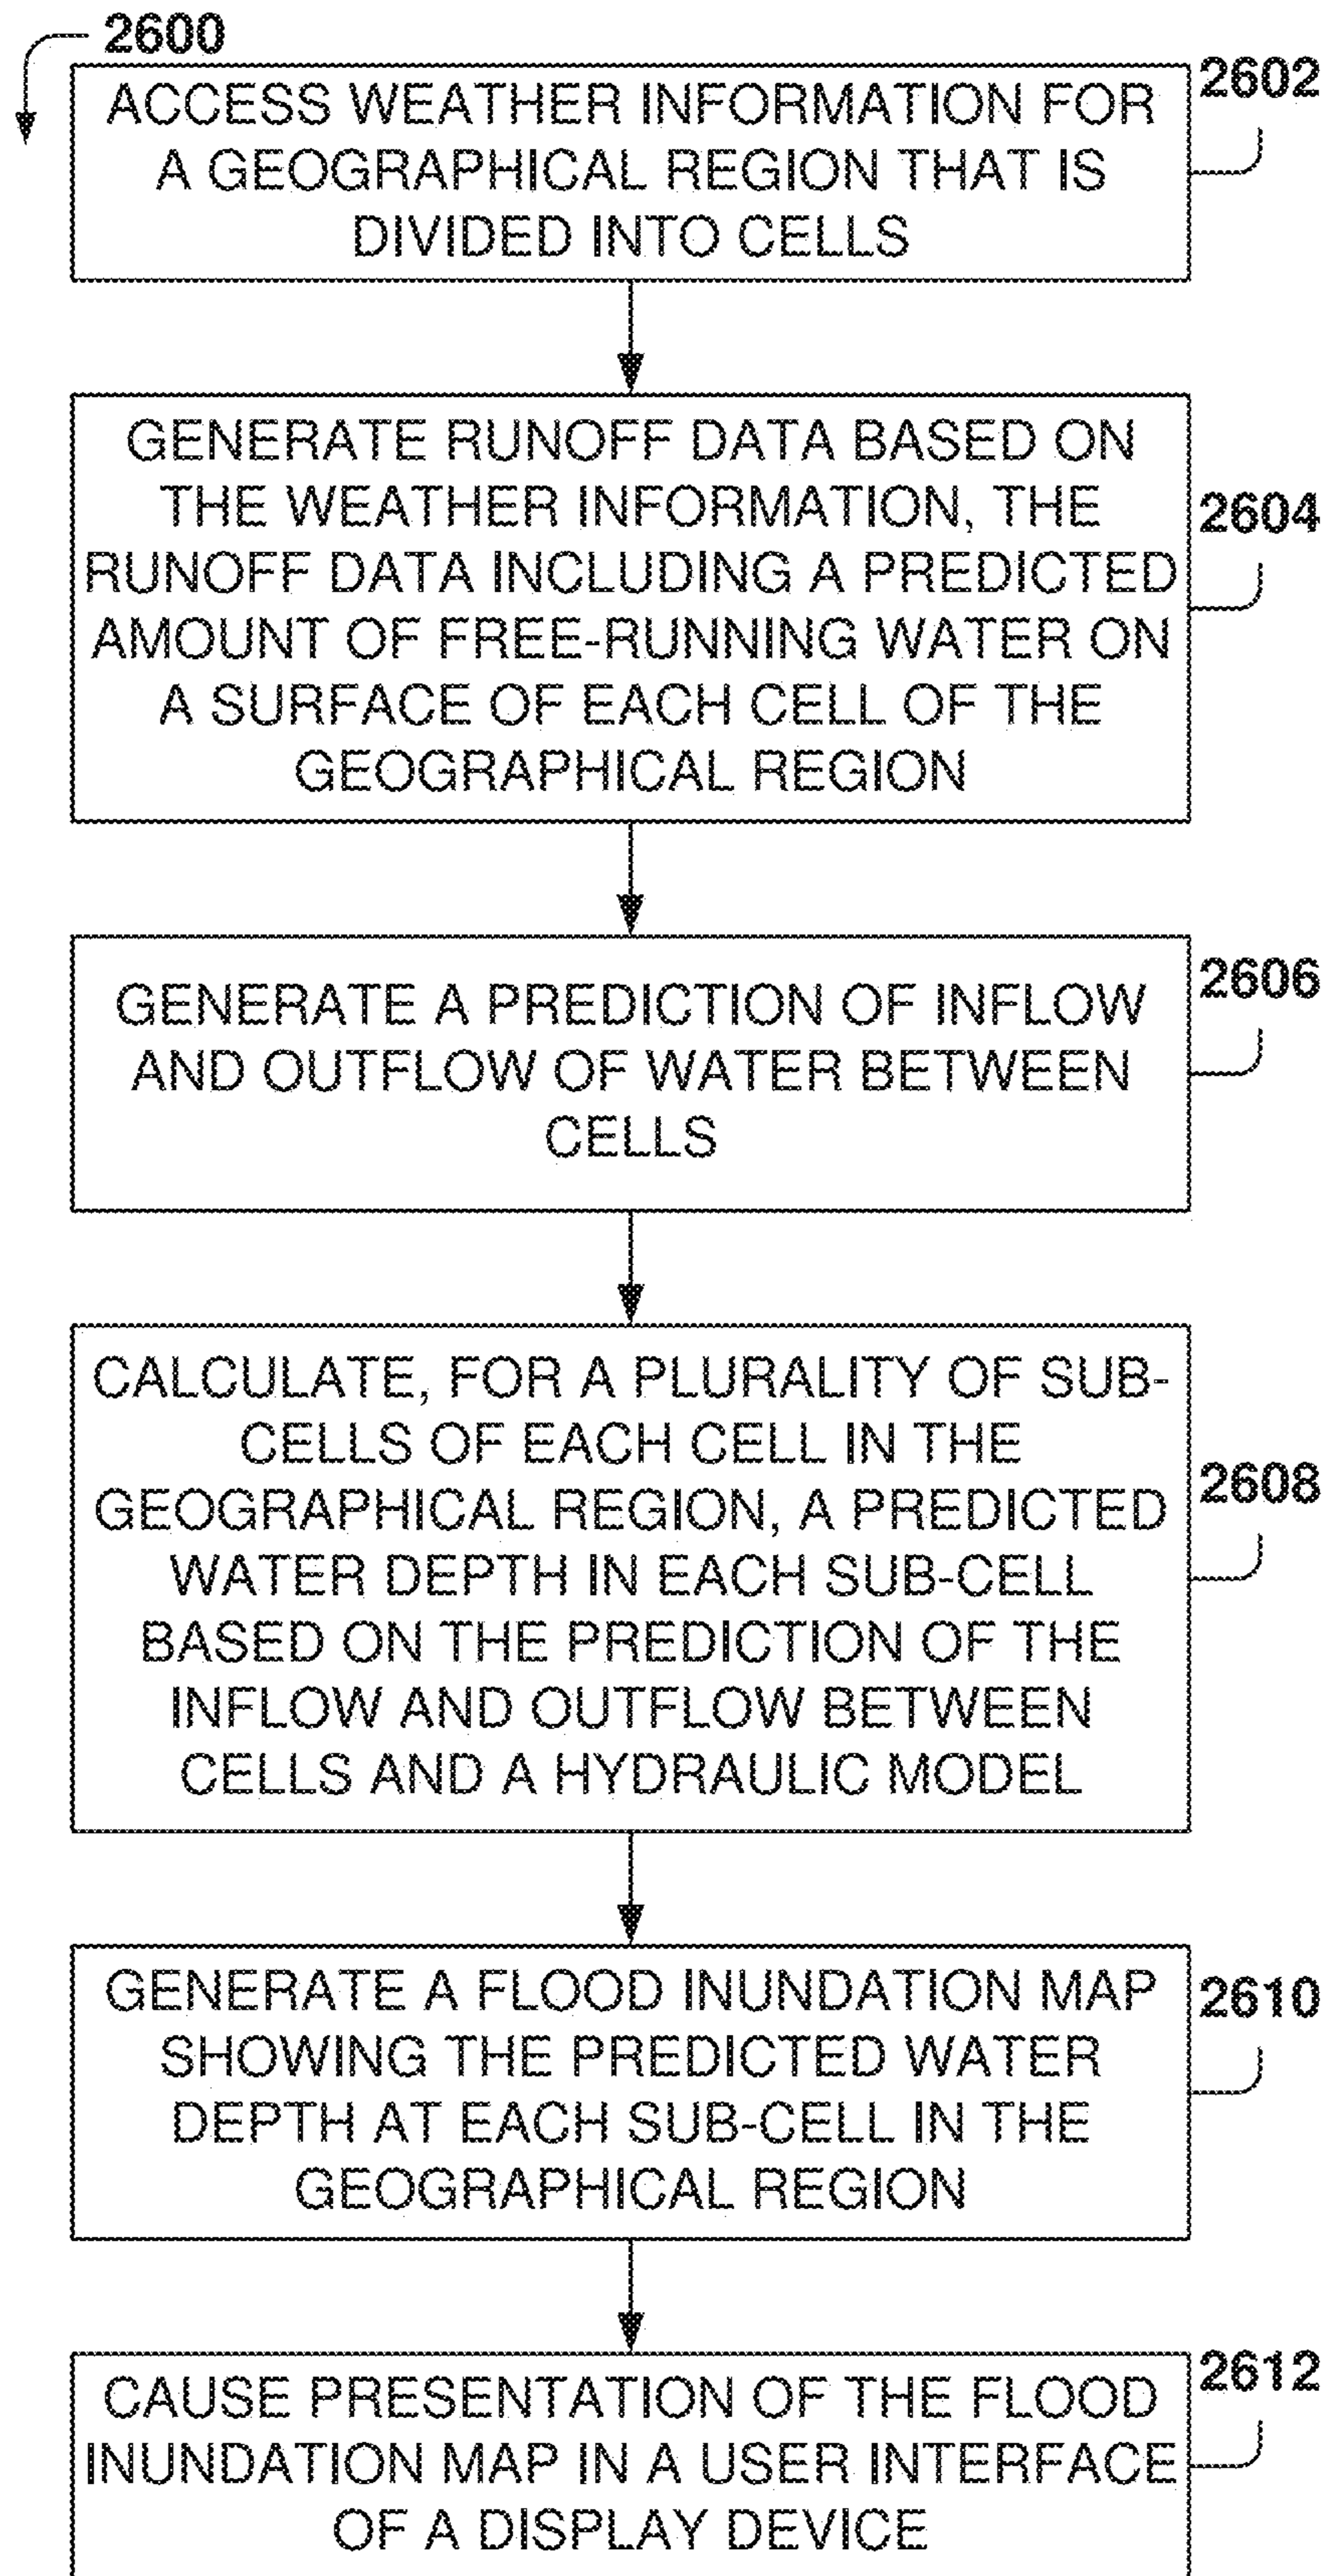 2600
2602
ACCESS WEATHER INFORMATION FOR
A GEOGRAPHICAL REGION THAT IS
DIVIDED INTO CELLS
GENERATE RUNOFF DATA BASED ON
THE WEATHER INFORMATION, THE
2604
RUNOFF DATA INCLUDING A PREDICTED
AMOUNT OF FREE-RUNNING WATER ON
A SURFACE OF EACH CELL OF THE
GEOGRAPHICAL REGION
2606
GENERATE A PREDICTION OF INFLOW
AND OUTFLOW OF WATER BETWEEN
CELLS
CALCULATE, FOR A PLURALITY OF SUB-
CELLS OF EACH CELL IN THE
2608
GEOGRAPHICAL REGION, A PREDICTED
WATER DEPTH IN EACH SUB-CELL
BASED ON THE PREDICTION OF THE
INFLOW AND OUTFLOW BETWEEN
CELLS AND A HYDRAULIC MODEL
GENERATE A FLOOD INUNDATION MAP
2610
SHOWING THE PREDICTED WATER
DEPTH AT EACH SUB-CELL IN THE
GEOGRAPHICAL REGION
2612
CAUSE PRESENTATION OF THE FLOOD
INUNDATION MAP IN A USER INTERFACE
OF A DISPLAY DEVICE